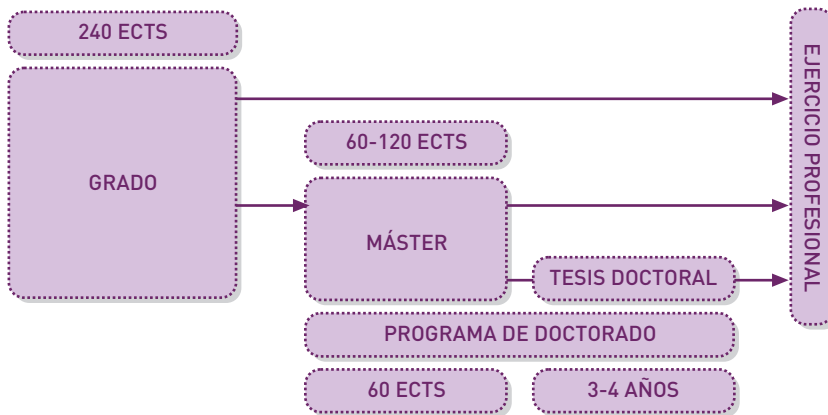 240 ECTS
GRADO
60-120 ECTS
MÁSTER
TESIS DOCTORAL
PROGRAMA DE DOCTORADO
60 ECTS
3-4 AÑOS
EJERCICIO PROFESIONAL